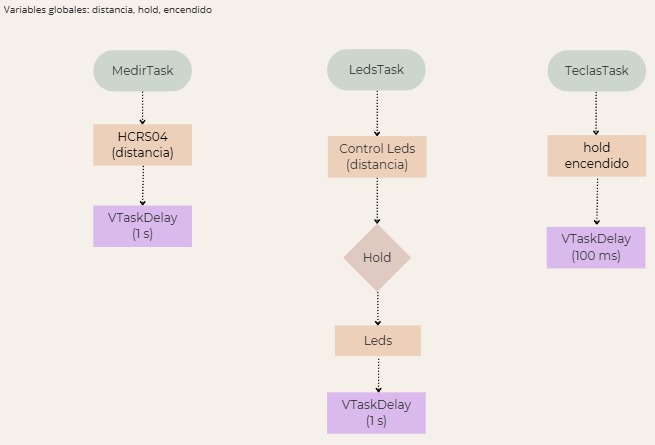 Variables globales: distancia, hold, encendido
MedirTask
HCRS04
(distancia)
VTaskDelay
(1 s)
LedsTask
Control Leds
(distancia)
Hold
Leds
VTaskDelay
(1 s)
TeclasTask
hold
encendido
VTaskDelay
(100 ms)